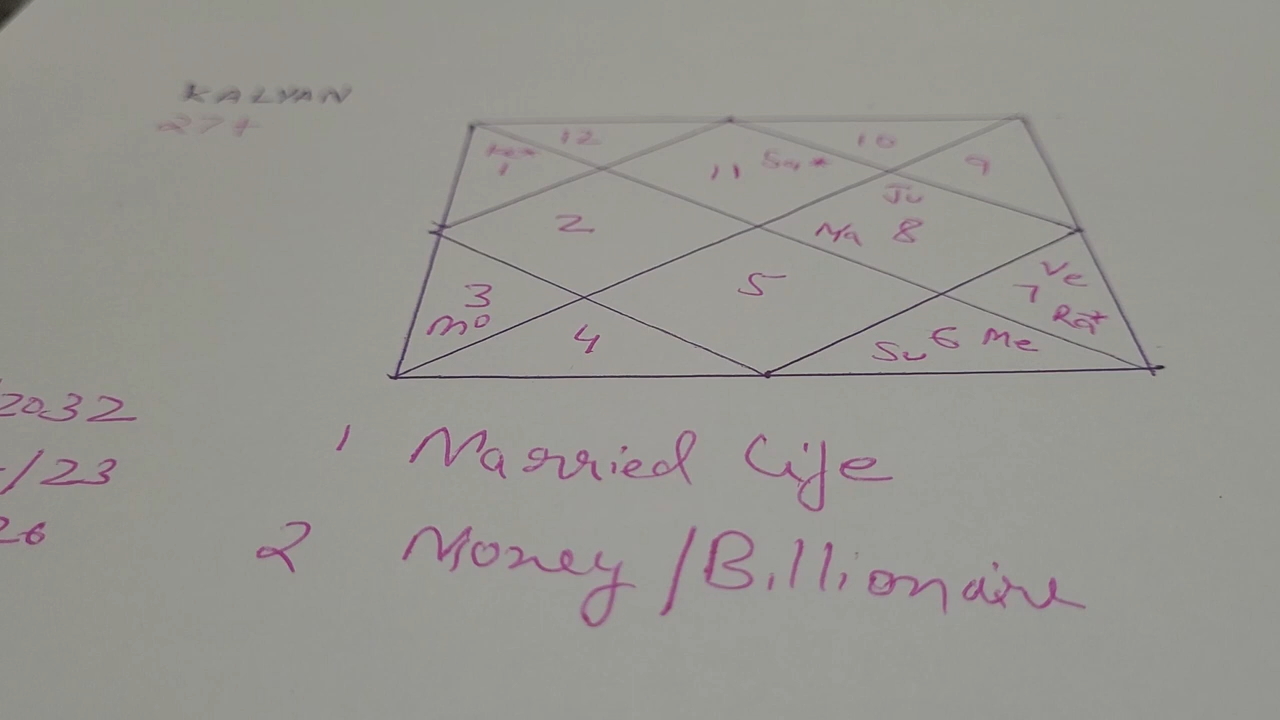 KALYAN
27+
12
10
Ke*
1
11 Sa*
9
Ju
2
Ma 8
Ve
5
7
3
Ra*
mo
4
Su 6 Me
2032
/23
26
1 Married Life
2 Money/Billionaire